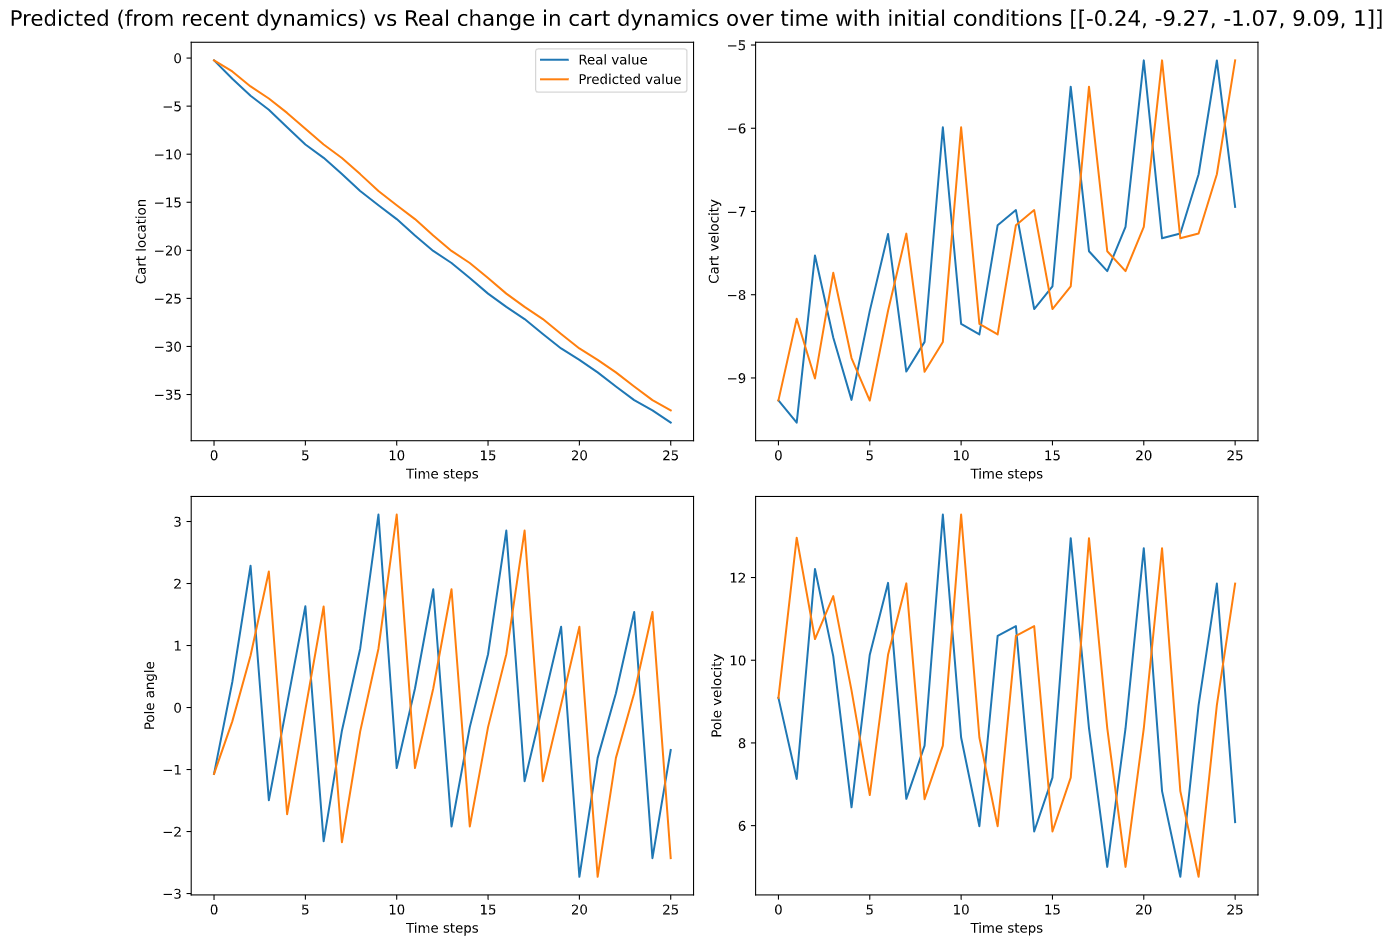 Predicted (from recent dynamics) vs Real change in cart dynamics over time with initial conditions [[-0.24, -9.27, -1.07, 9.09, 1]]
Real value
Predicted value
0
−5
−10
−15
−20
−25
−30
−35
Cart location
0 5 10 15 20 25
Time steps
−5
−6
−7
−8
−9
Cart velocity
0 5 10 15 20 25
Time steps
3
2
1
0
−1
−2
−3
Pole angle
0 5 10 15 20 25
Time steps
12
10
8
6
Pole velocity
0 5 10 15 20 25
Time steps